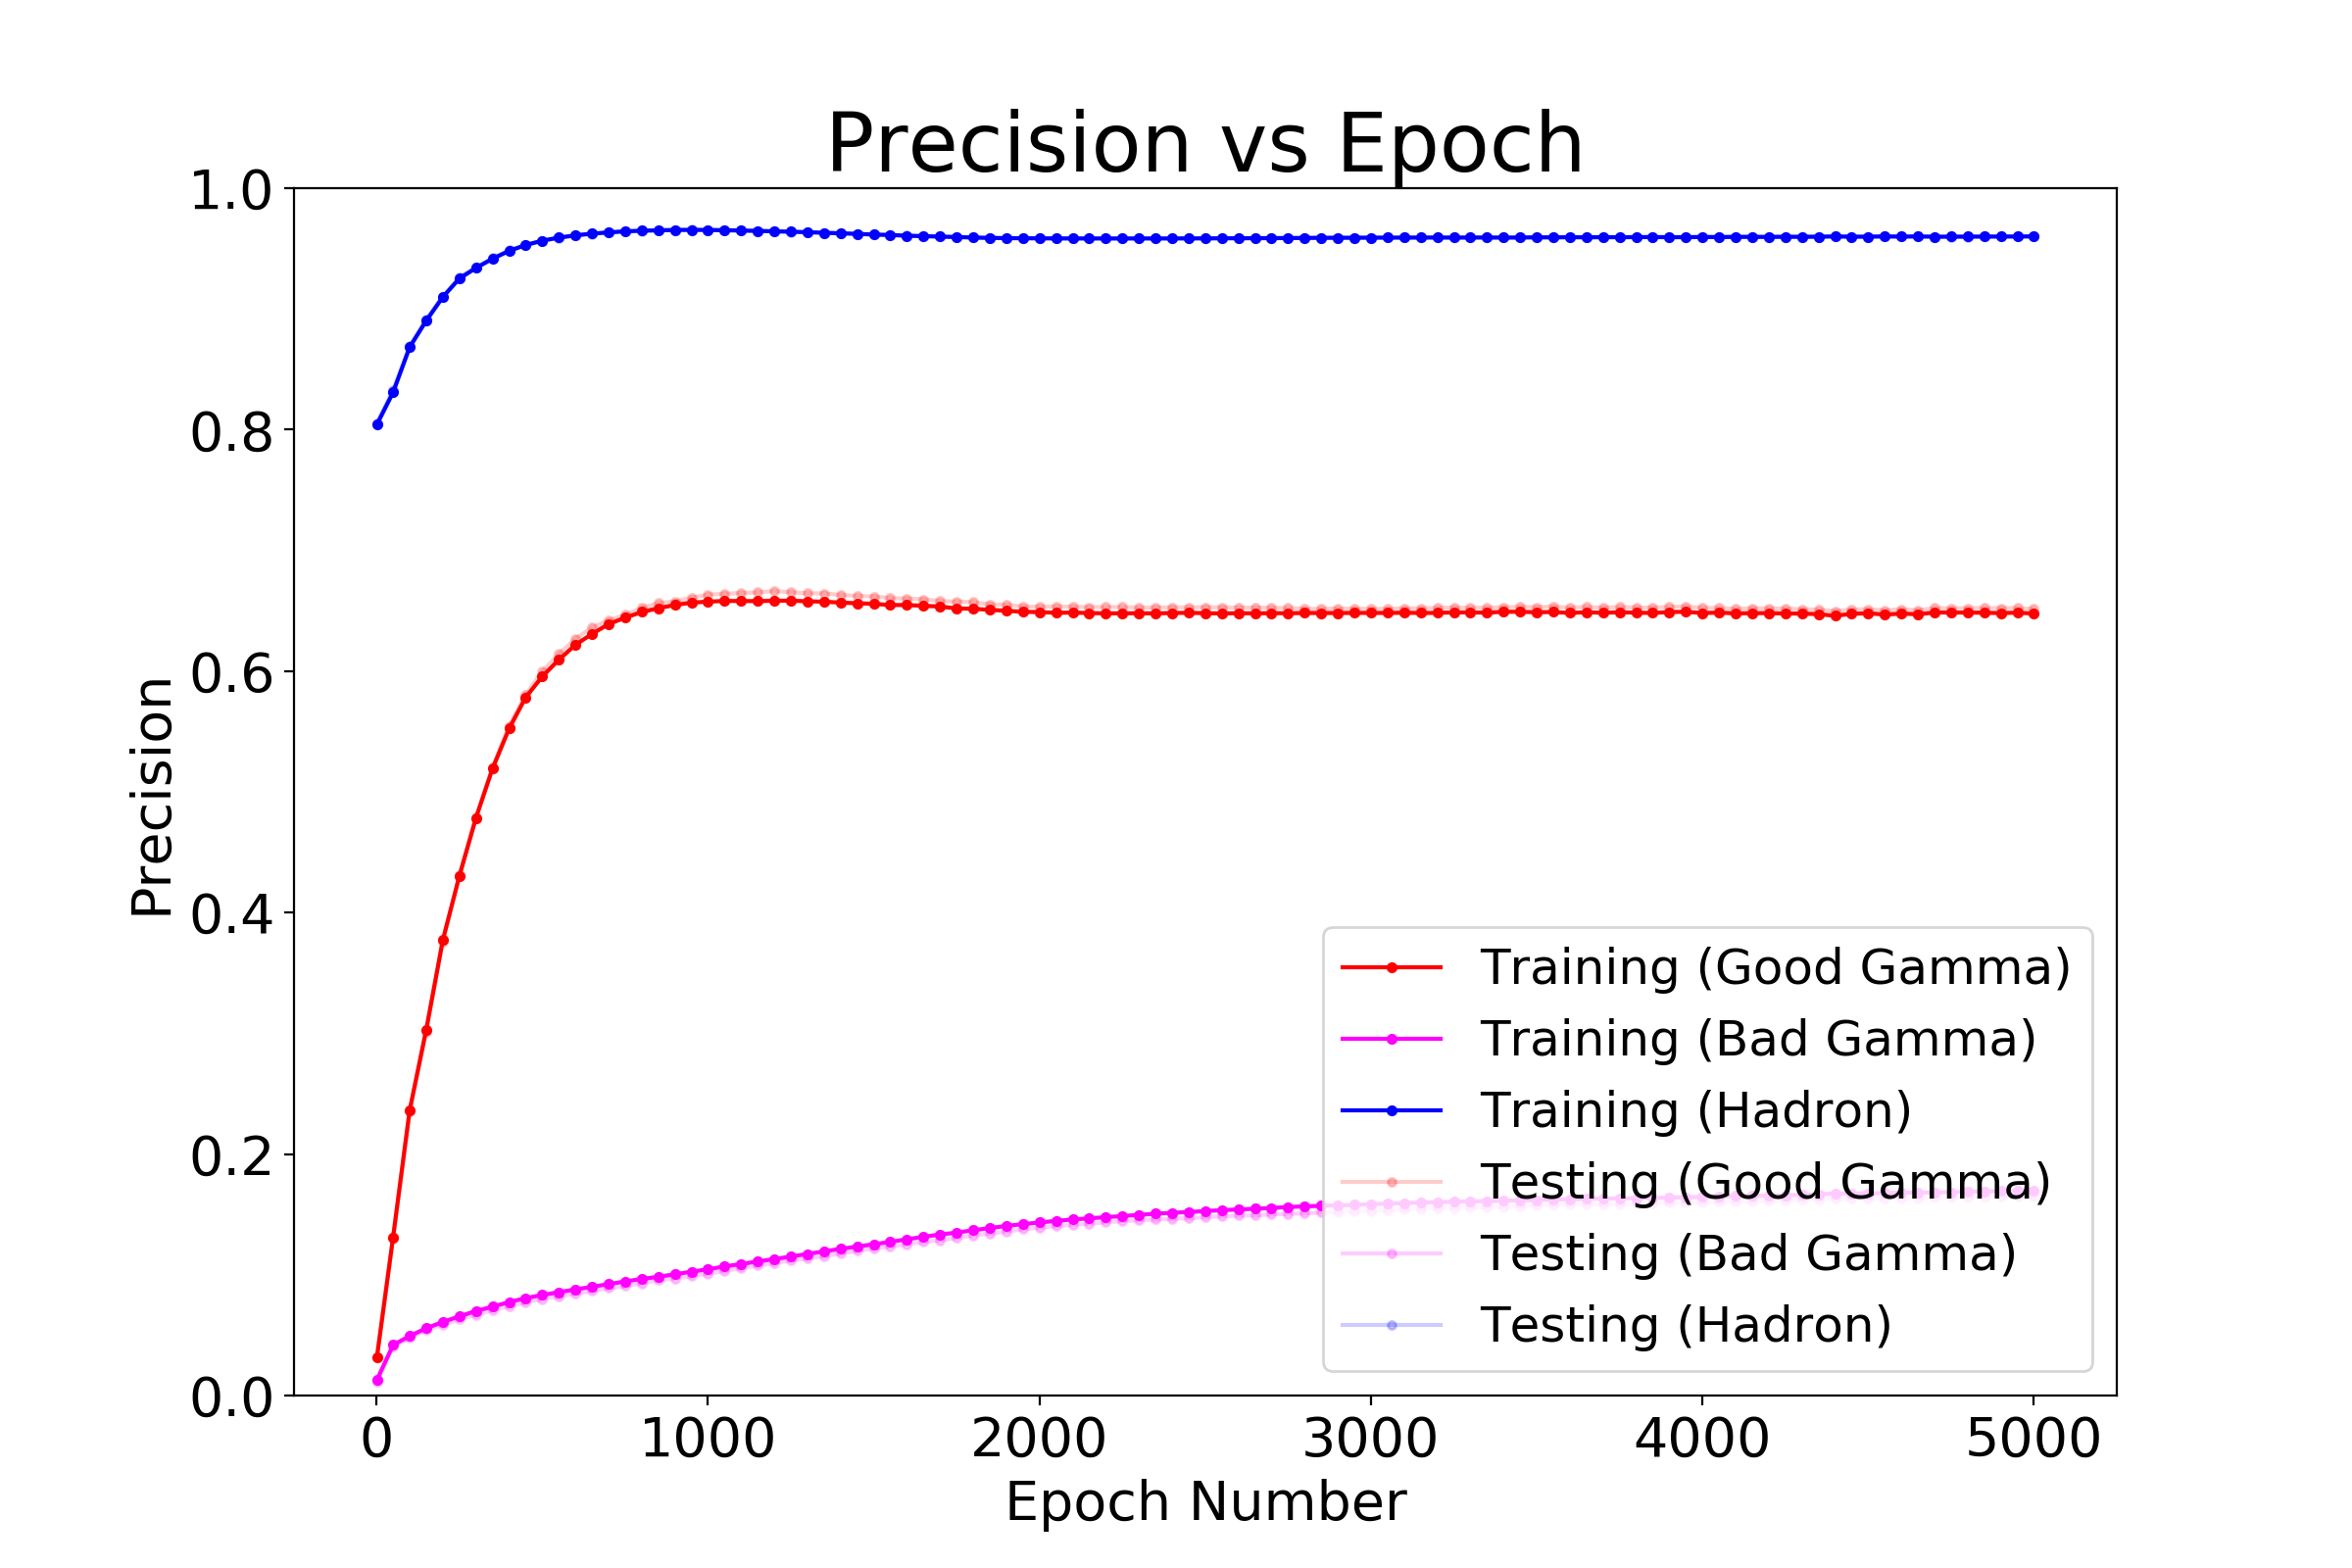 Precision vs Epoch
1.0
0.8
0.6
0.4
0.2
0.0
Precision
Training (Good Gamma)
Training (Bad Gamma)
Training (Hadron)
Testing (Good Gamma)
Testing (Bad Gamma)
Testing (Hadron)
0 1000 2000 3000 4000 5000
Epoch Number